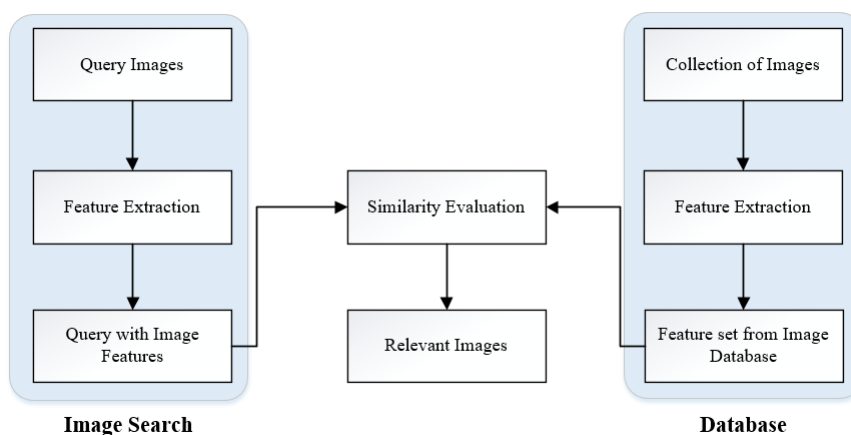 Query Images
Feature Extraction
Query with Image
Features
Image Search
Similarity Evaluation
Relevant Images
Collection of Images
Feature Extraction
Feature set from Image
Database
Database